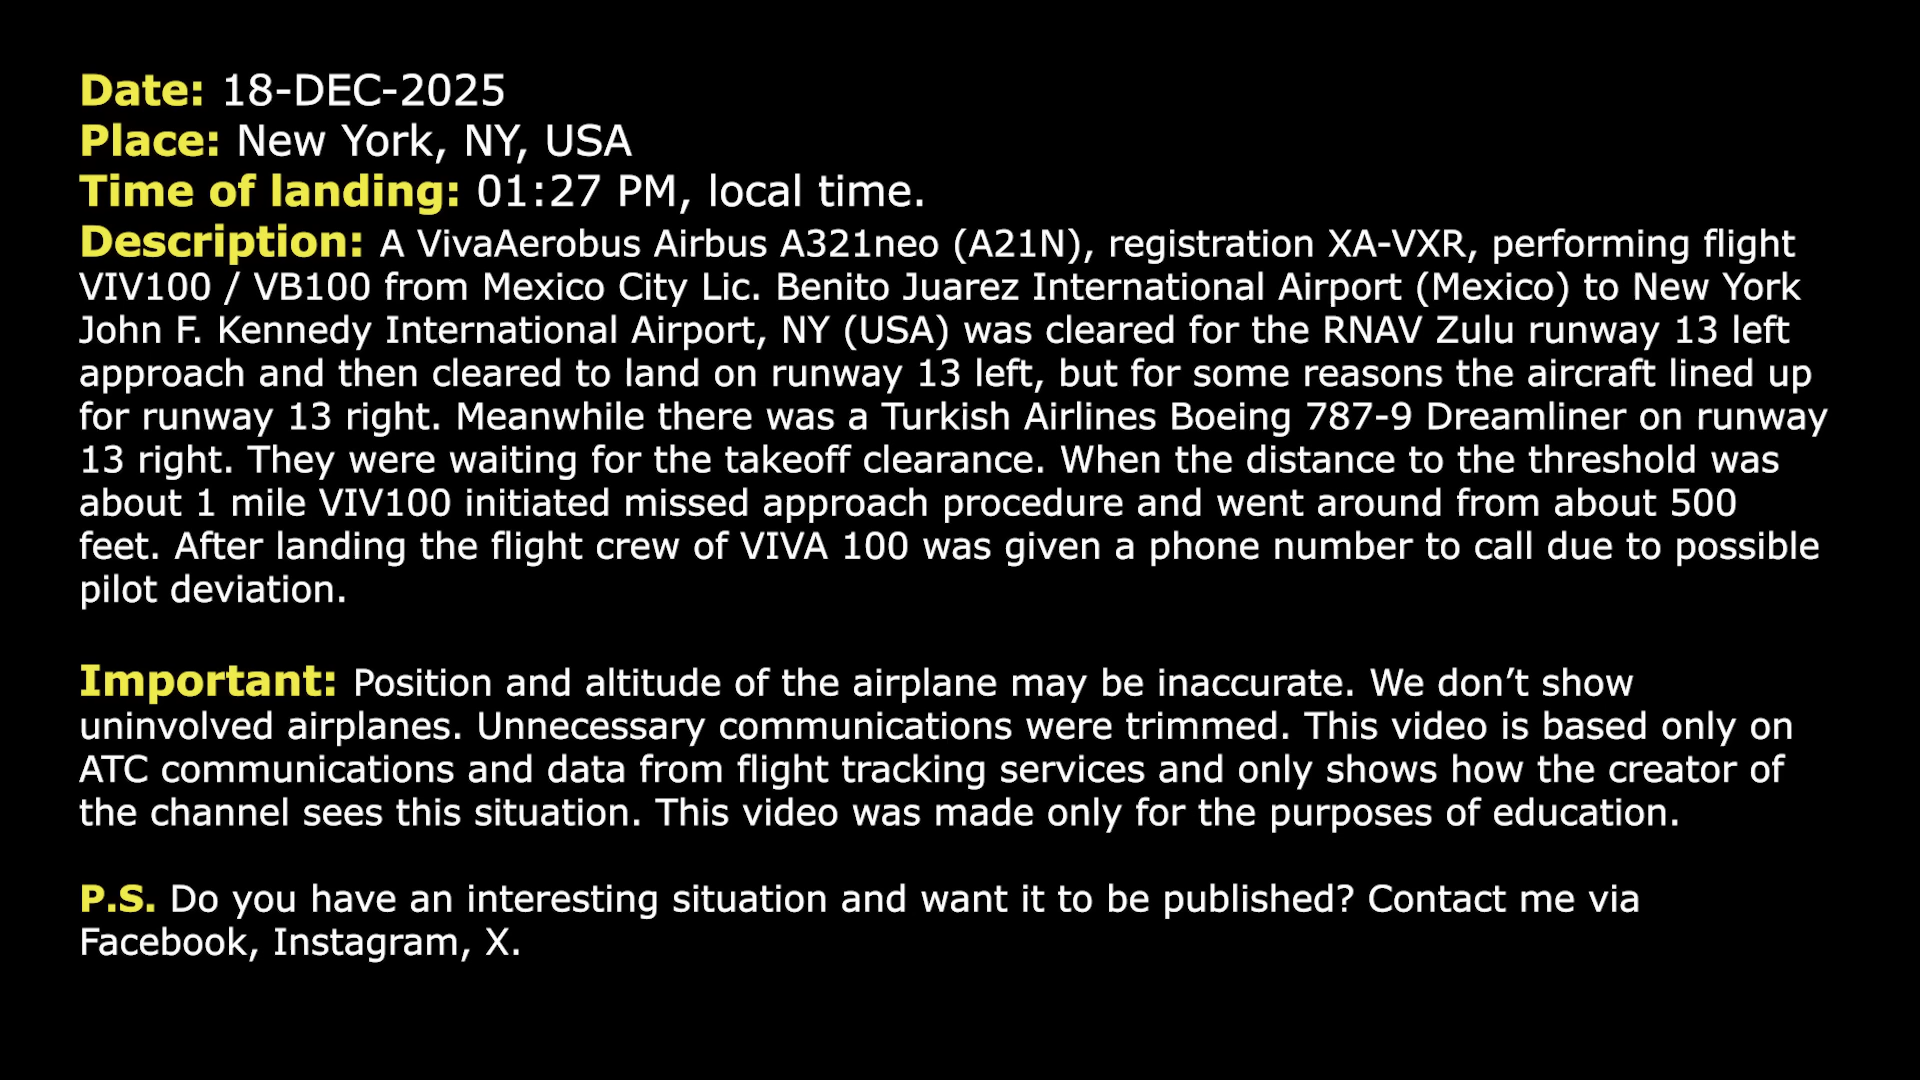 Date: 18-DEC-2025
Place: New York, NY, USA
Time of landing: 01:27 PM, local time.
Description: A VivaAerobus Airbus A321neo (A21N), registration XA-VXR, performing flight
VIV100 / VB100 from Mexico City Lic. Benito Juarez International Airport (Mexico) to New York
John F. Kennedy International Airport, NY (USA) was cleared for the RNAV Zulu runway 13 left
approach and then cleared to land on runway 13 left, but for some reasons the aircraft lined up
for runway 13 right. Meanwhile there was a Turkish Airlines Boeing 787-9 Dreamliner on runway
13 right. They were waiting for the takeoff clearance. When the distance to the threshold was
about 1 mile VIV100 initiated missed approach procedure and went around from about 500
feet. After landing the flight crew of VIVA 100 was given a phone number to call due to possible
pilot deviation.
Important: Position and altitude of the airplane may be inaccurate. We don’t show
uninvolved airplanes. Unnecessary communications were trimmed. This video is based only on
ATC communications and data from flight tracking services and only shows how the creator of
the channel sees this situation. This video was made only for the purposes of education.
P.S. Do you have an interesting situation and want it to be published? Contact me via
Facebook, Instagram, X.